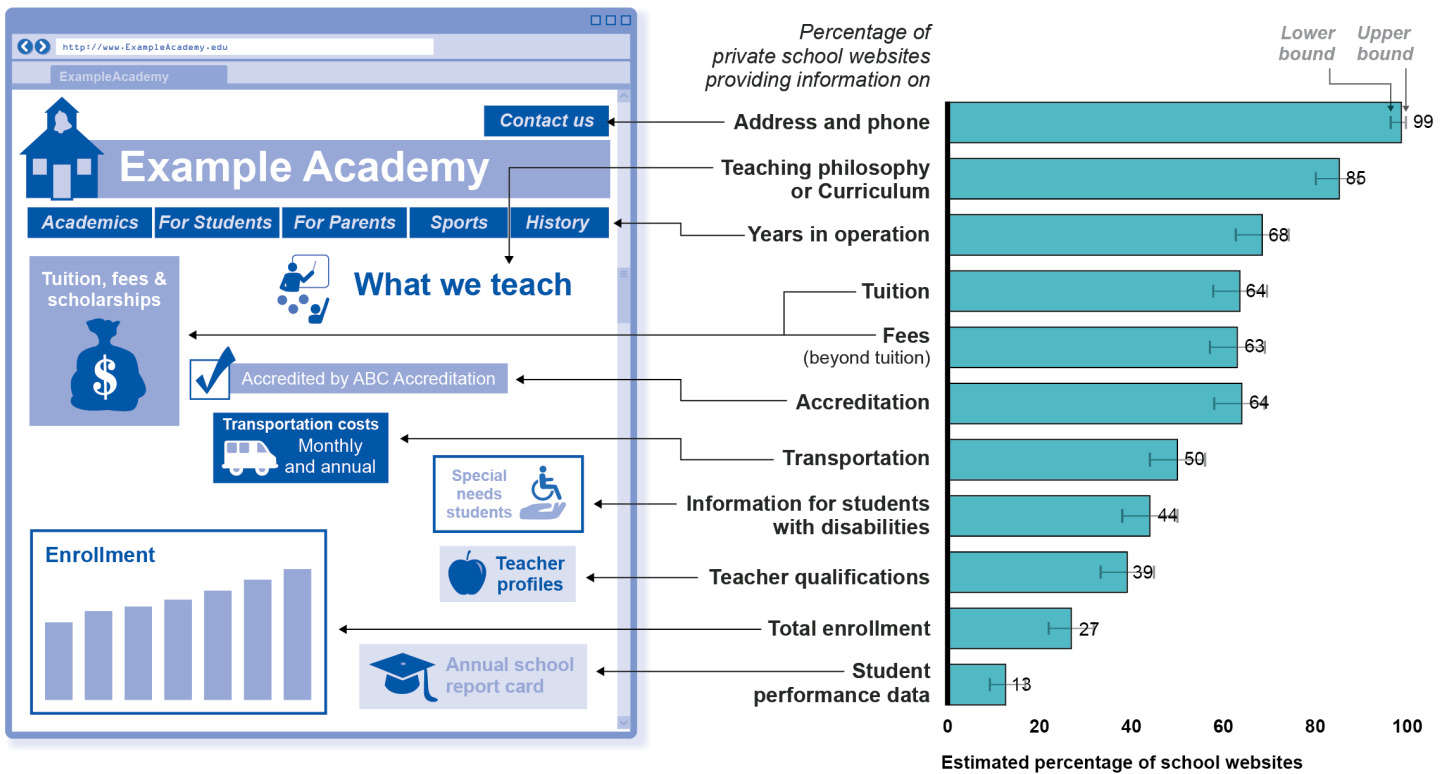 http://www.ExampleAcademy.edu
ExampleAcademy
Contact us
Example Academy
Academics
For Students
For Parents
Sports
History
Tuition, fees &
scholarships
$
What we teach
Accredited by ABC Accreditation
Transportation costs
Monthly
and annual
Special
needs
students
Enrollment
Teacher
profiles
Annual school
report card
Percentage of
private school websites
providing information on
Lower
bound
Upper
bound
Address and phone
99
Teaching philosophy
or Curriculum
85
Years in operation
68
Tuition
64
Fees
(beyond tuition)
63
Accreditation
64
Transportation
50
Information for students
with disabilities
44
Teacher qualifications
39
Total enrollment
27
Student
performance data
13
0 20 40 60 80 100
Estimated percentage of school websites